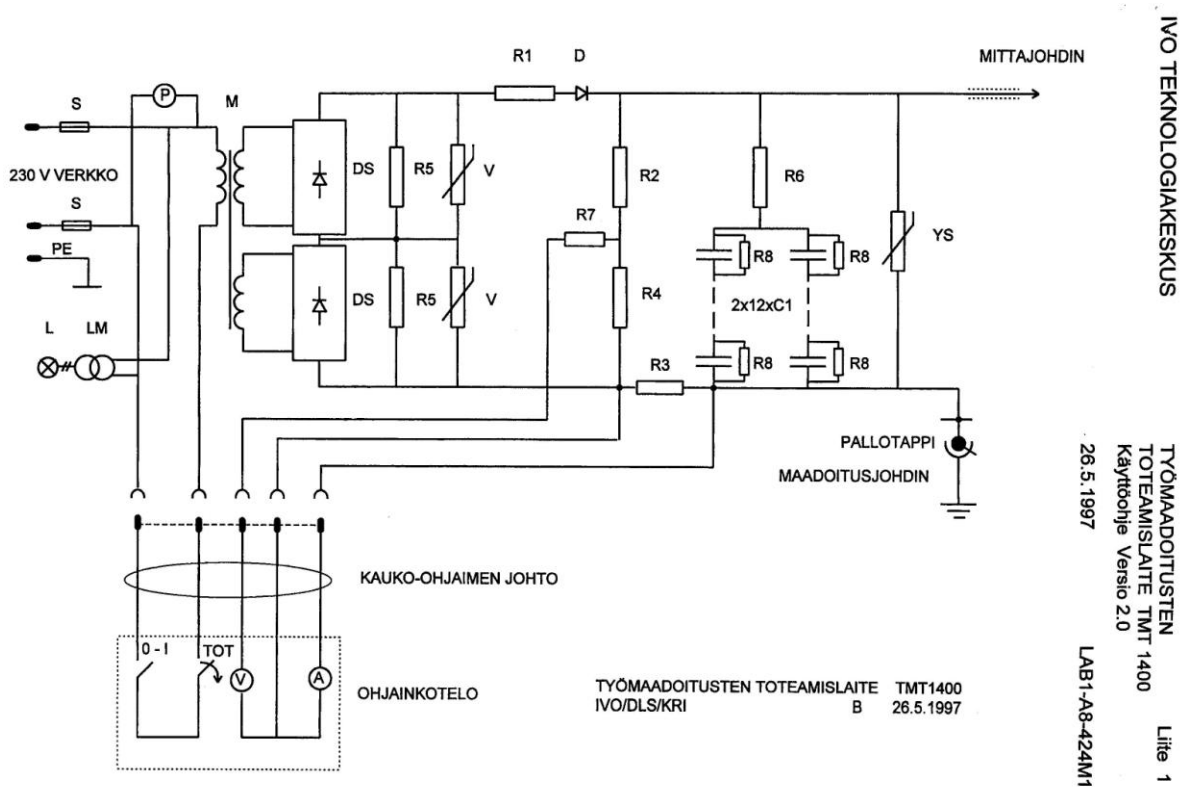 IVO TEKNOLOGIAKESKUS
TYÖMAADOITUSTEN
TOTEAMISLAITE TMT 1400
Käyttöohje Versio 2.0
26.5.1997
Liite 1
LAB1-A8-424M1
R1
D
MITTAJOHDIN
S
P
M
230 V VERKKO
S
PE
L
LM
DS
R5
V
DS
R5
V
R7
R2
R4
R3
R6
R8
R8
2x12xC1
R8
R8
YS
PALLOTAPPI
MAADOITUSJOHDIN
KAUKO-OHJAIMEN JOHTO
0 - I
TOT
V
A
OHJAINKOTELO
TYÖMAADOITUSTEN TOTEAMISLAITE TMT1400
IVO/DLS/KRI B 26.5.1997